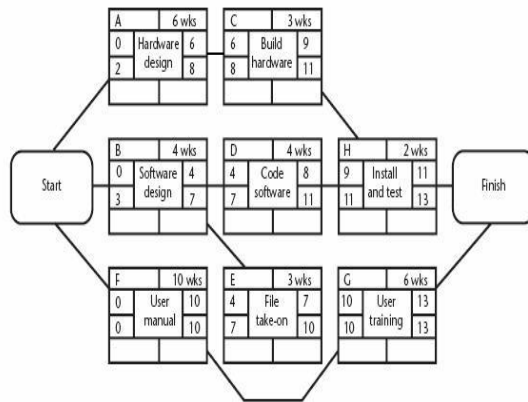 A 6 wks
0 Hardware 6
2 design 8
C 3 wks
6 Build 9
8 hardware 11
Start
B 4 wks
0 Software 4
3 design 7
D 4 wks
4 Code 8
7 software 11
H 2 wks
9 Install 11
11 and test 13
Finish
F 10 wks
0 User 10
0 manual 10
E 3 wks
4 File 7
7 take-on 10
G 6 wks
10 User 13
10 training 13